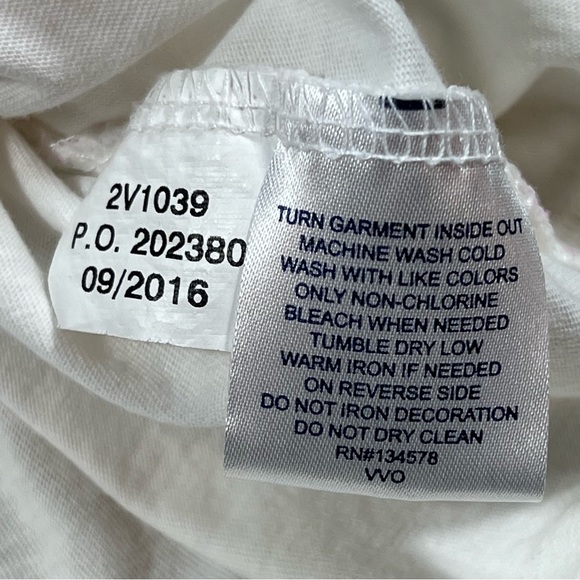 2V1039
P.O. 202380
09/2016
TURN GARMENT INSIDE OUT
MACHINE WASH COLD
WASH WITH LIKE COLORS
ONLY NON-CHLORINE
BLEACH WHEN NEEDED
TUMBLE DRY LOW
WARM IRON IF NEEDED
ON REVERSE SIDE
DO NOT IRON DECORATION
DO NOT DRY CLEAN
RN#134578
VVO